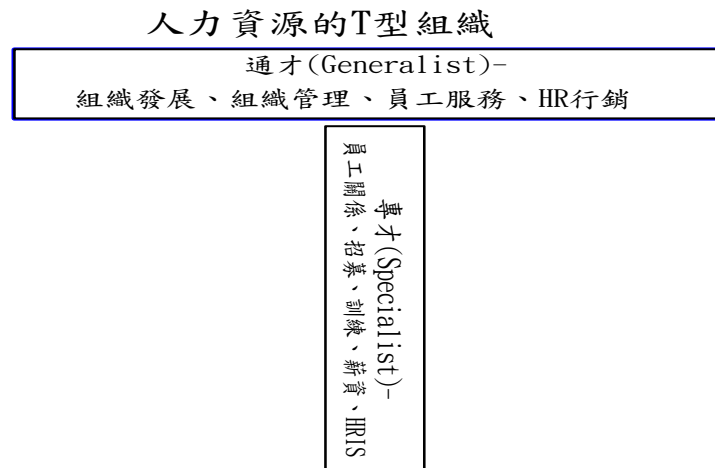 人力資源的T型組織
通才(Generalist)-
組織發展、組織管理、員工服務、HR行銷
專才(Specialist)-
員工關係、招募、訓練、薪資、HRIS